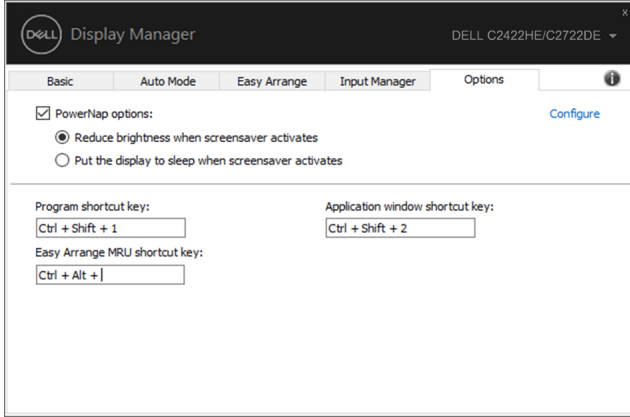 DELL Display Manager
DELL C2422HE/C2722DE
Basic Auto Mode Easy Arrange Input Manager Options
PowerNap options:
Configure
Reduce brightness when screensaver activates
Put the display to sleep when screensaver activates
Program shortcut key:
Application window shortcut key:
Ctrl + Shift + 1
Ctrl + Shift + 2
Easy Arrange MRU shortcut key:
Ctrl + Alt +